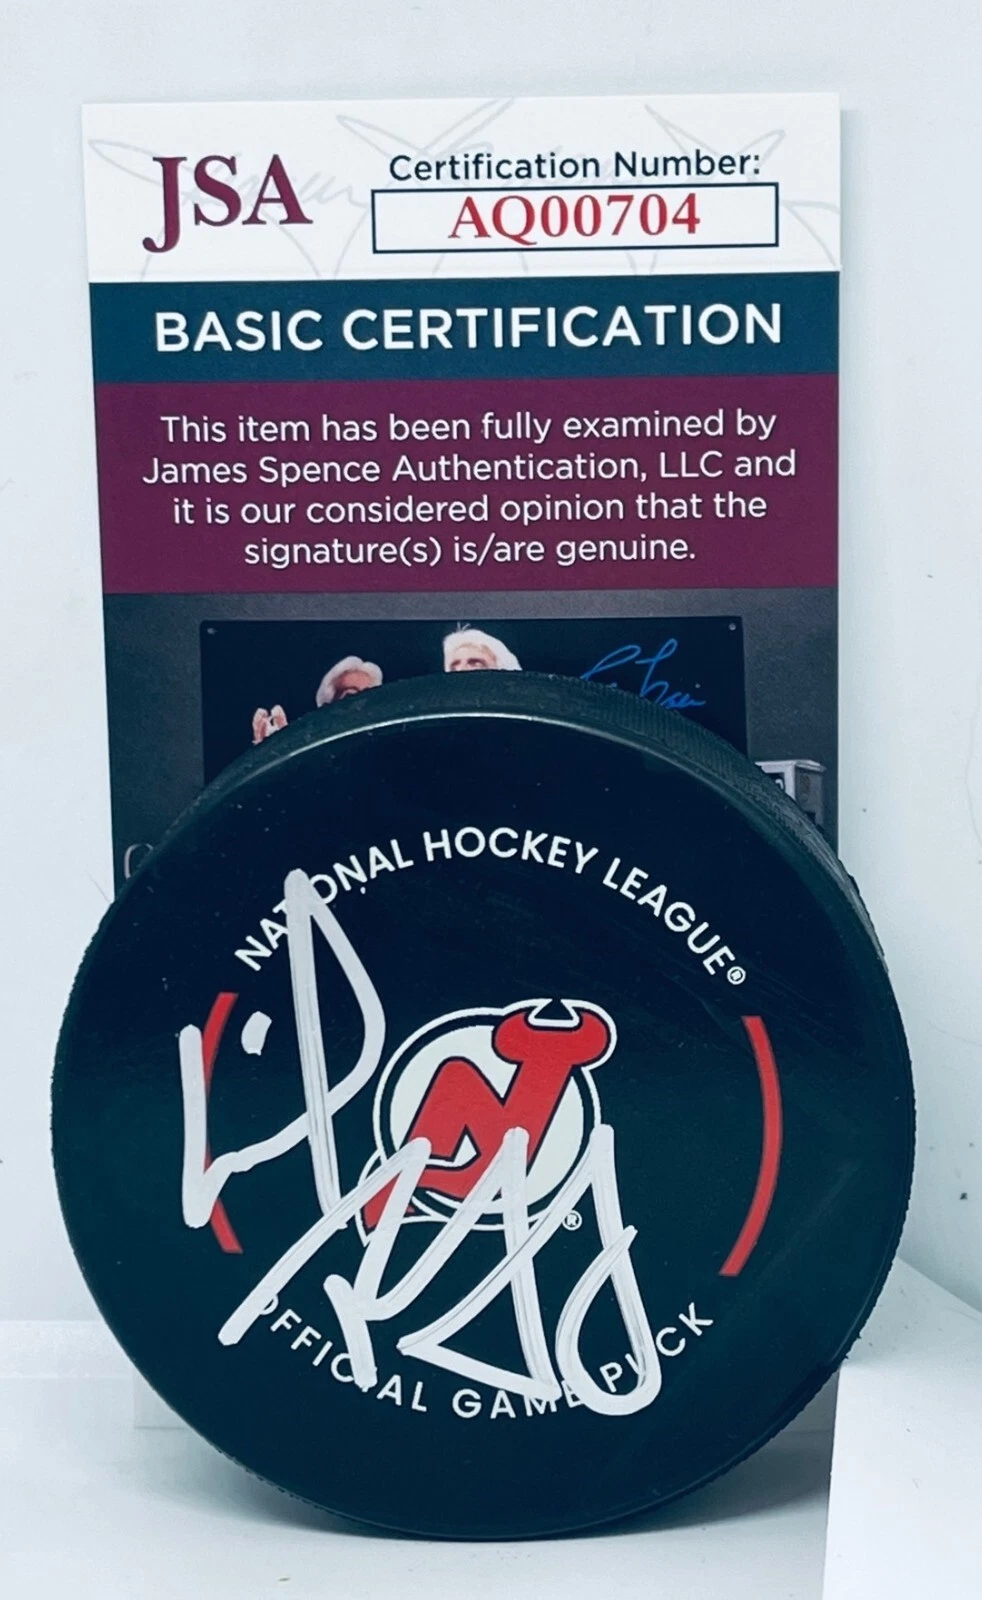 JSA
Certification Number:
AQ00704
BASIC CERTIFICATION
This item has been fully examined by
James Spence Authentication, LLC and
it is our considered opinion that the
signature(s) is/are genuine.
NATIONAL HOCKEY LEAGUE®
NJ
®
OFFICIAL GAME PUCK